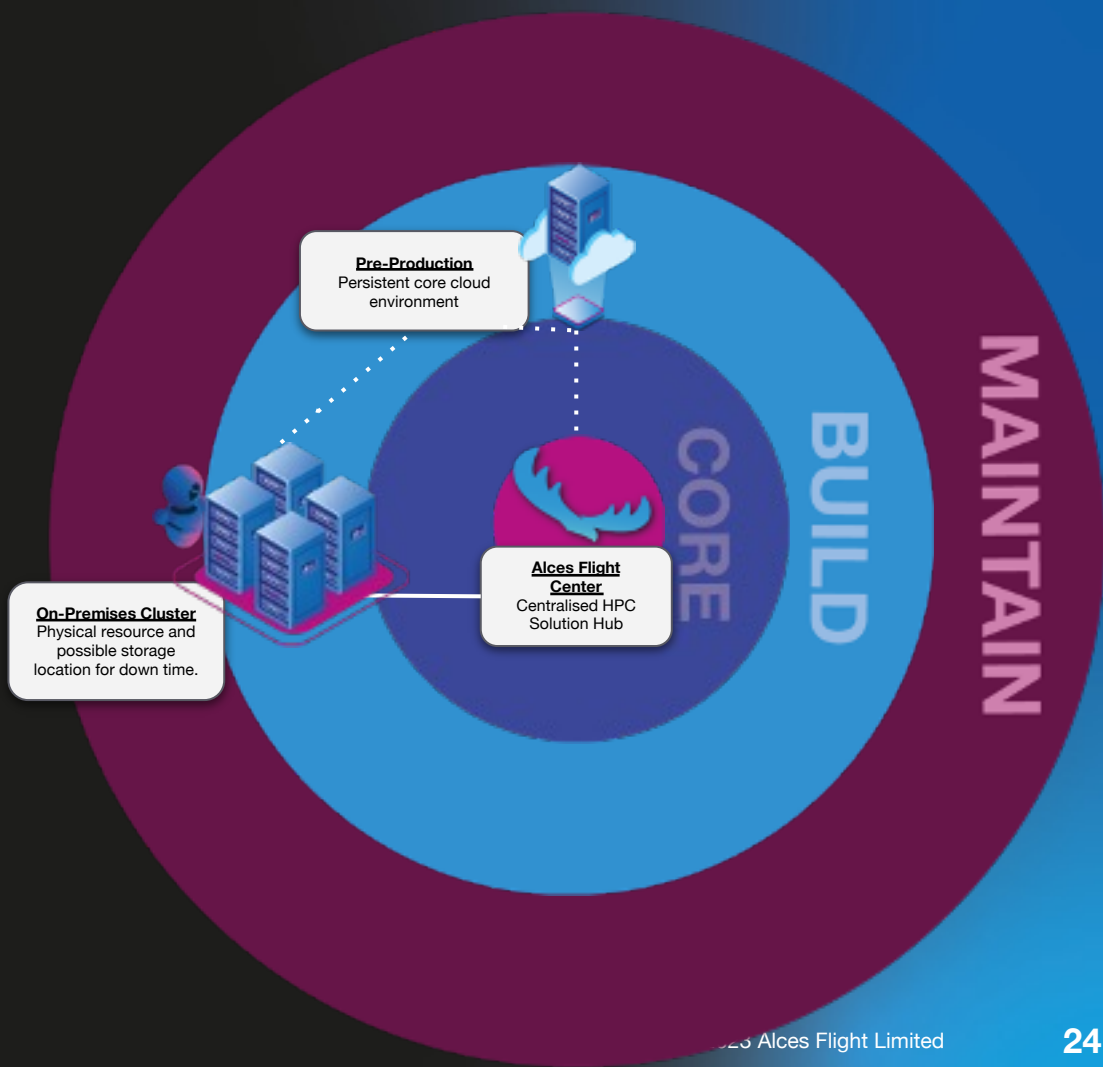 Pre-Production
Persistent core cloud
environment
MAINTAIN
BUILD
CORE
Alces Flight
Center
Centralised HPC
Solution Hub
On-Premises Cluster
Physical resource and
possible storage
location for down time.
Alces Flight Limited
24